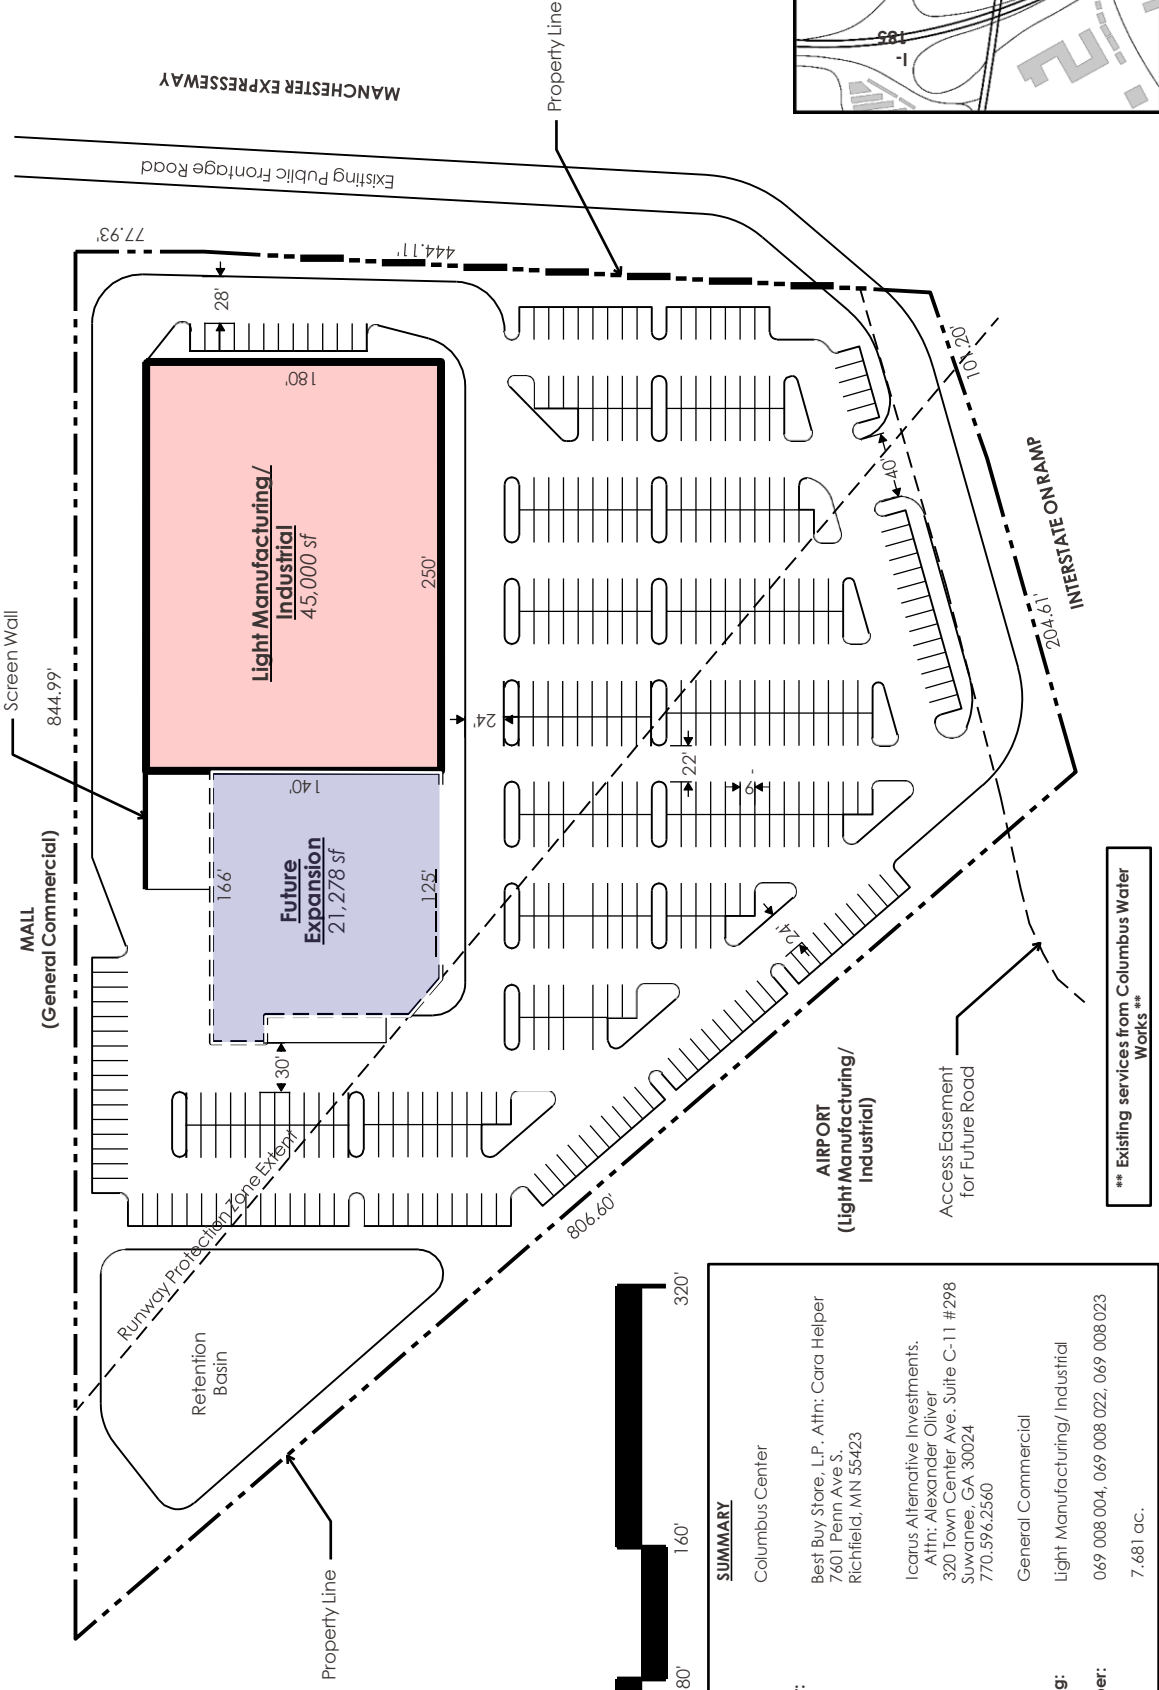 MANCHESTER EXPRESSEWAY
Existing Public Frontage Road
Property Line
I-
185
77.93'
444.11'
28'
Screen Wall
844.99'
MALL
(General Commercial)
180'
Light Manufacturing/
Industrial
45,000 sf
250'
140'
166'
Future
Expansion
21,278 sf
125'
24'
22'
9'
40'
101.20'
INTERSTATE ON RAMP
204.61'
30'
24'
Runway Protection Zone Extent
Retention
Basin
806.60'
Property Line
AIRPORT
(Light Manufacturing/
Industrial)
Access Easement
for Future Road
** Existing services from Columbus Water
Works **
80'
160'
320'
SUMMARY
Columbus Center
Best Buy Store, L.P. Attn: Cara Helper
7601 Penn Ave S.
Richfield, MN 55423
Icarus Alternative Investments.
Attn: Alexander Oliver
320 Town Center Ave. Suite C-11 #298
Suwanee, GA 30024
770.596.2560
General Commercial
Light Manufacturing/ Industrial
069 008 004, 069 008 022, 069 008 023
7.681 ac.